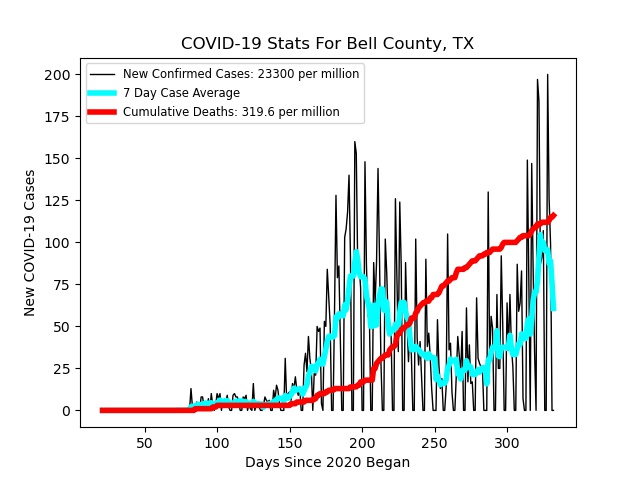 COVID-19 Stats For Bell County, TX
New Confirmed Cases: 23300 per million
7 Day Case Average
Cumulative Deaths: 319.6 per million
New COVID-19 Cases
200
175
150
125
100
75
50
25
0
50
100
150
200
250
300
Days Since 2020 Began